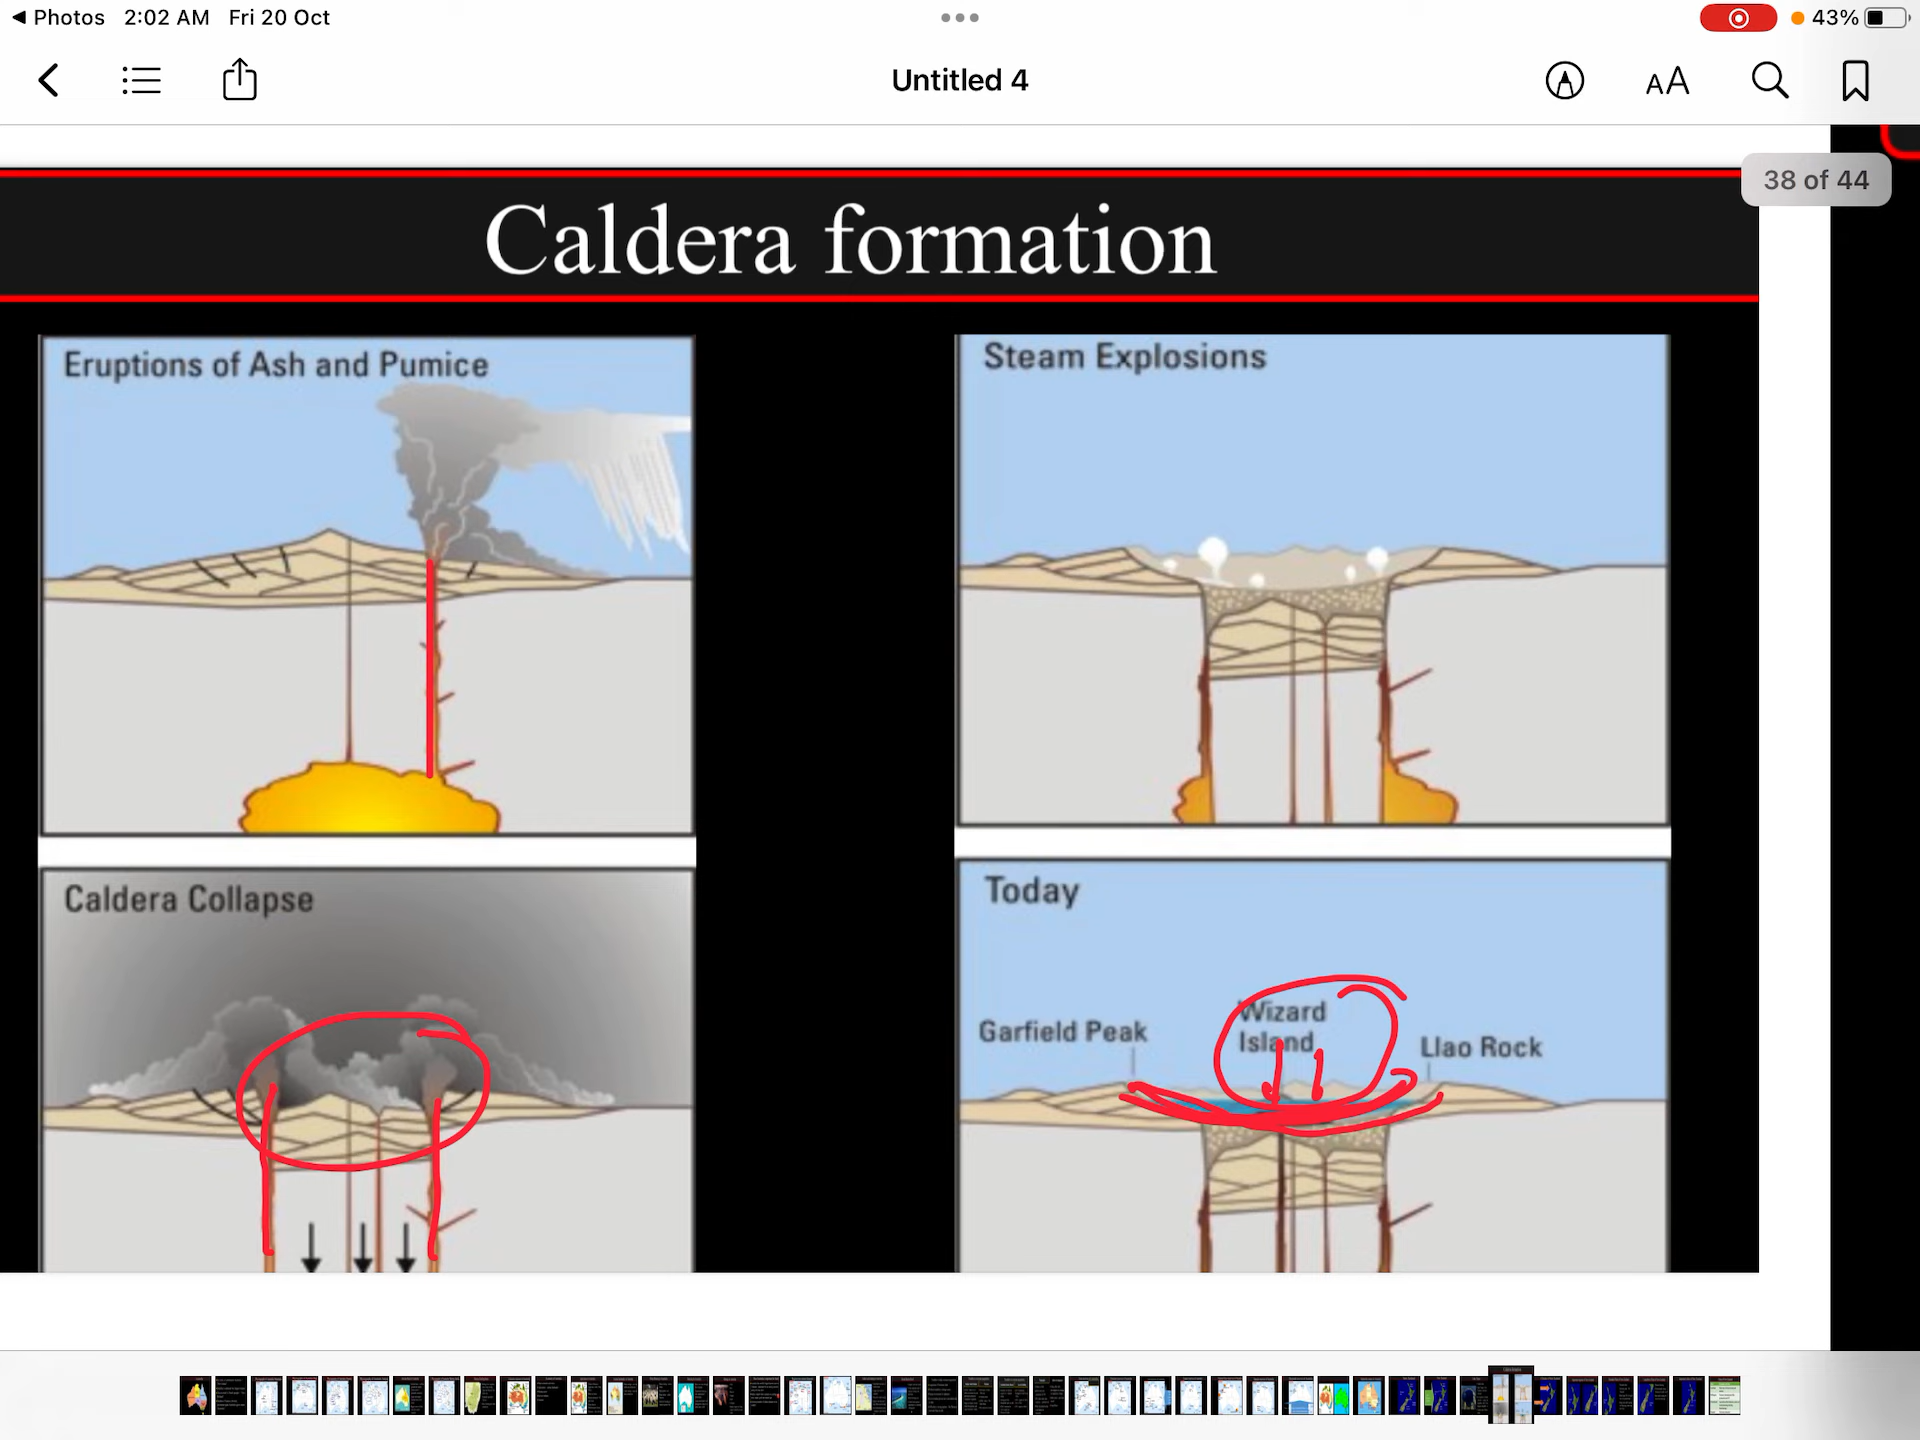 Photos 2:02 AM Fri 20 Oct
43%
Untitled 4
AA
38 of 44
Caldera formation
Eruptions of Ash and Pumice
Steam Explosions
Caldera Collapse
Today
Garfield Peak
Wizard
Island
Llao Rock